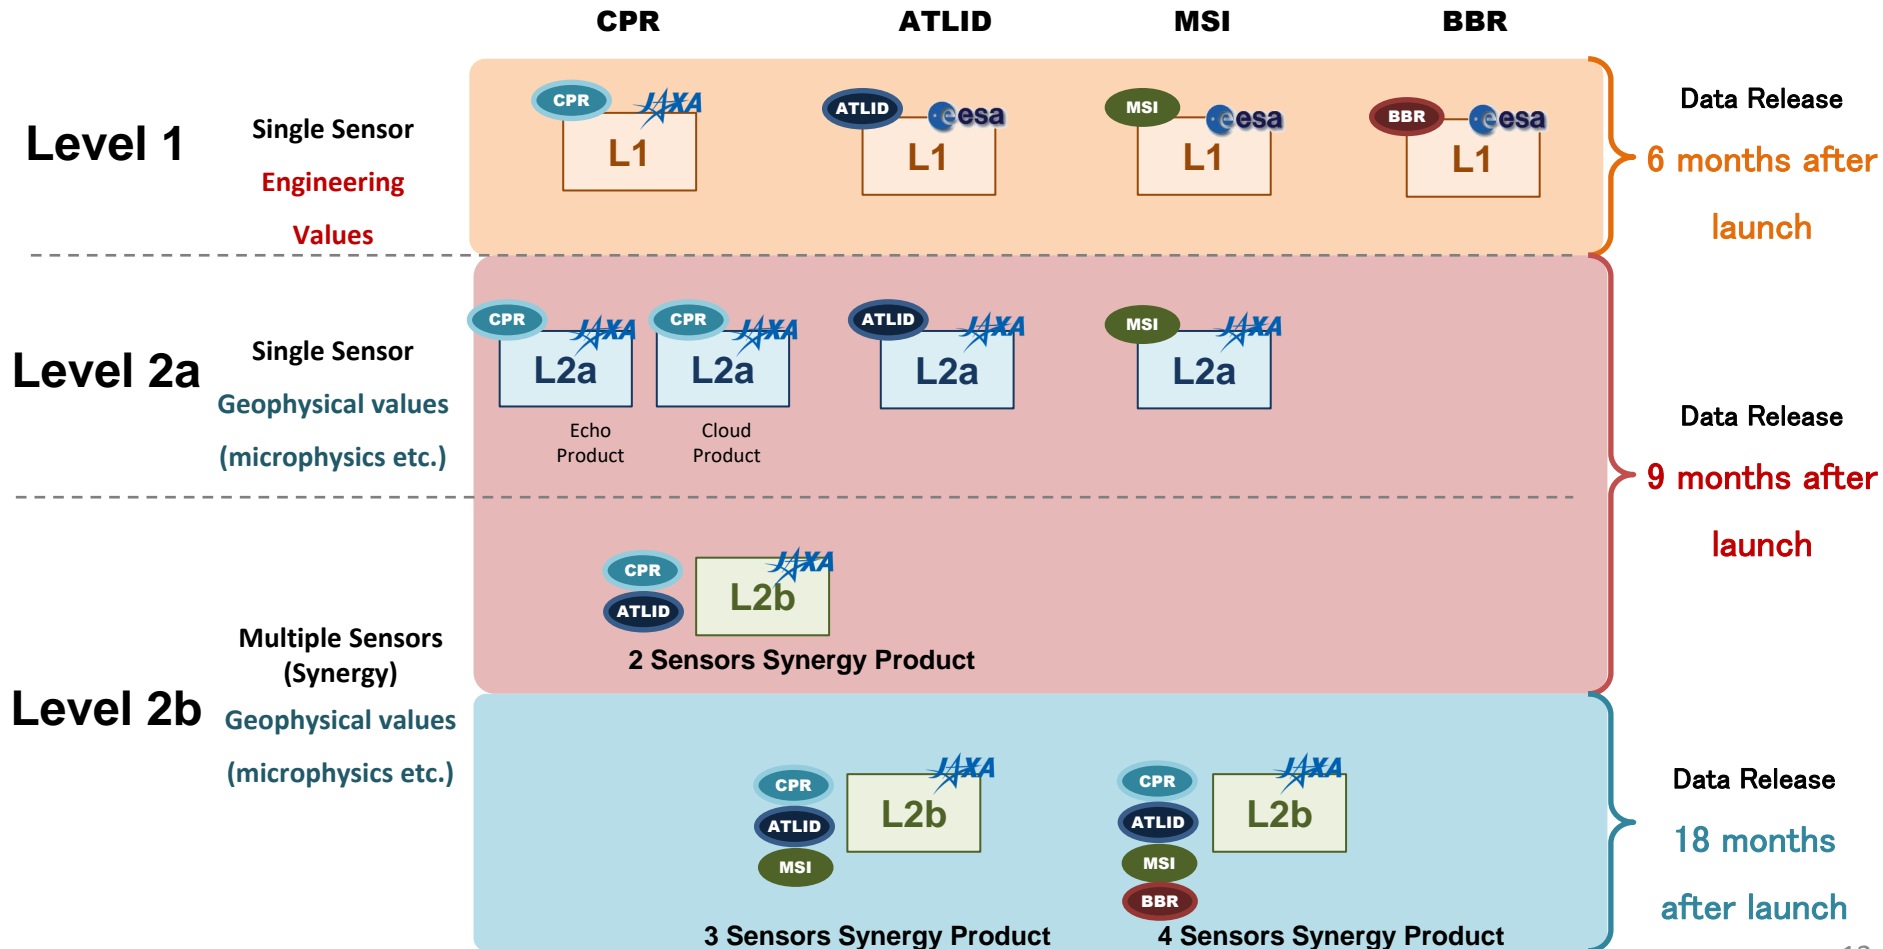 CPR ATLID MSI BBR
Level 1
Single Sensor
Engineering
Values
CPR JAXA
L1
ATLID esa
L1
MSI esa
L1
BBR esa
L1
Data Release
6 months after
launch
Level 2a
Single Sensor
Geophysical values
(microphysics etc.)
CPR JAXA
L2a
Echo
Product
CPR JAXA
L2a
Cloud
Product
ATLID JAXA
L2a
MSI JAXA
L2a
Data Release
9 months after
launch
Level 2b
Multiple Sensors
(Synergy)
Geophysical values
(microphysics etc.)
CPR
ATLID
JAXA
L2b
2 Sensors Synergy Product
CPR
ATLID
MSI
JAXA
L2b
3 Sensors Synergy Product
CPR
ATLID
MSI
BBR
JAXA
L2b
4 Sensors Synergy Product
Data Release
18 months
after launch